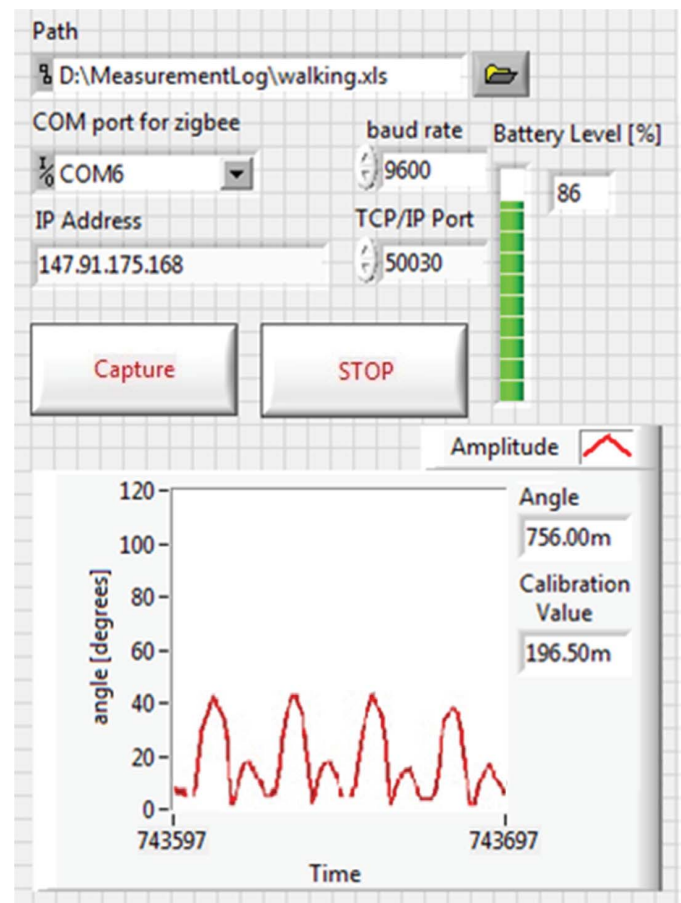 Path
D:\MeasurementLog\walking.xls
COM port for zigbee
baud rate
Battery Level [%]
I/O
COM6
9600
86
IP Address
TCP/IP Port
147.91.175.168
50030
Capture
STOP
Amplitude
120
100
80
60
40
20
0
angle [degrees]
743597
743697
Time
Angle
756.00m
Calibration
Value
196.50m